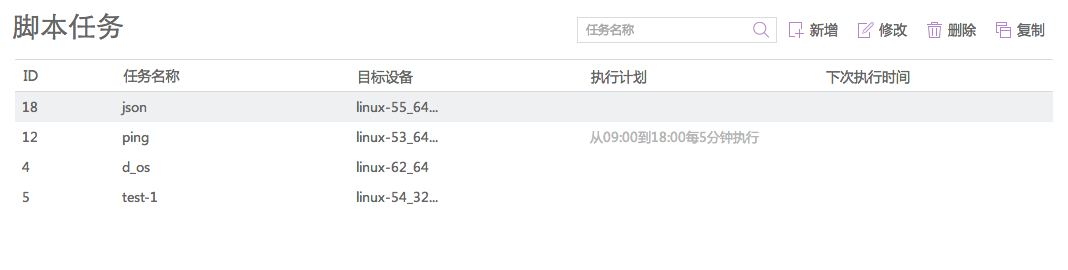 脚本任务
任务名称 新增 修改 删除 复制
ID 任务名称 目标设备 执行计划 下次执行时间
18 json linux-55_64...
12 ping linux-53_64... 从09:00到18:00每5分钟执行
4 d_os linux-62_64
5 test-1 linux-54_32...